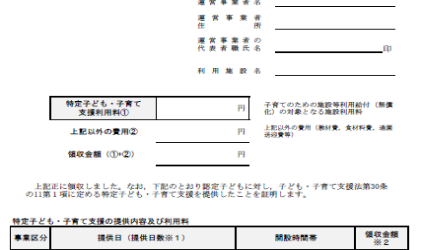 運営事業者名
運営事業者
住所
運営事業者の
代表者職氏名 印
利用施設名
特定子ども・子育て
支援利用料① 円
子育てのための施設等利用給付（無償
化）の対象となる施設利用料
上記以外の費用② 円
上記以外の費用（教材費、食材料費、通園
送迎費等）
領収金額（①+②） 円
上記正に領収しました。なお、下記のとおり認定子どもに対し、子ども・子育て支援法第30条
の11第１項に定める特定子ども・子育て支援を提供したことを証明します。
特定子ども・子育て支援の提供内容及び利用料
事業区分 提供日（提供日数※１） 開設時間帯 領収金額
※２